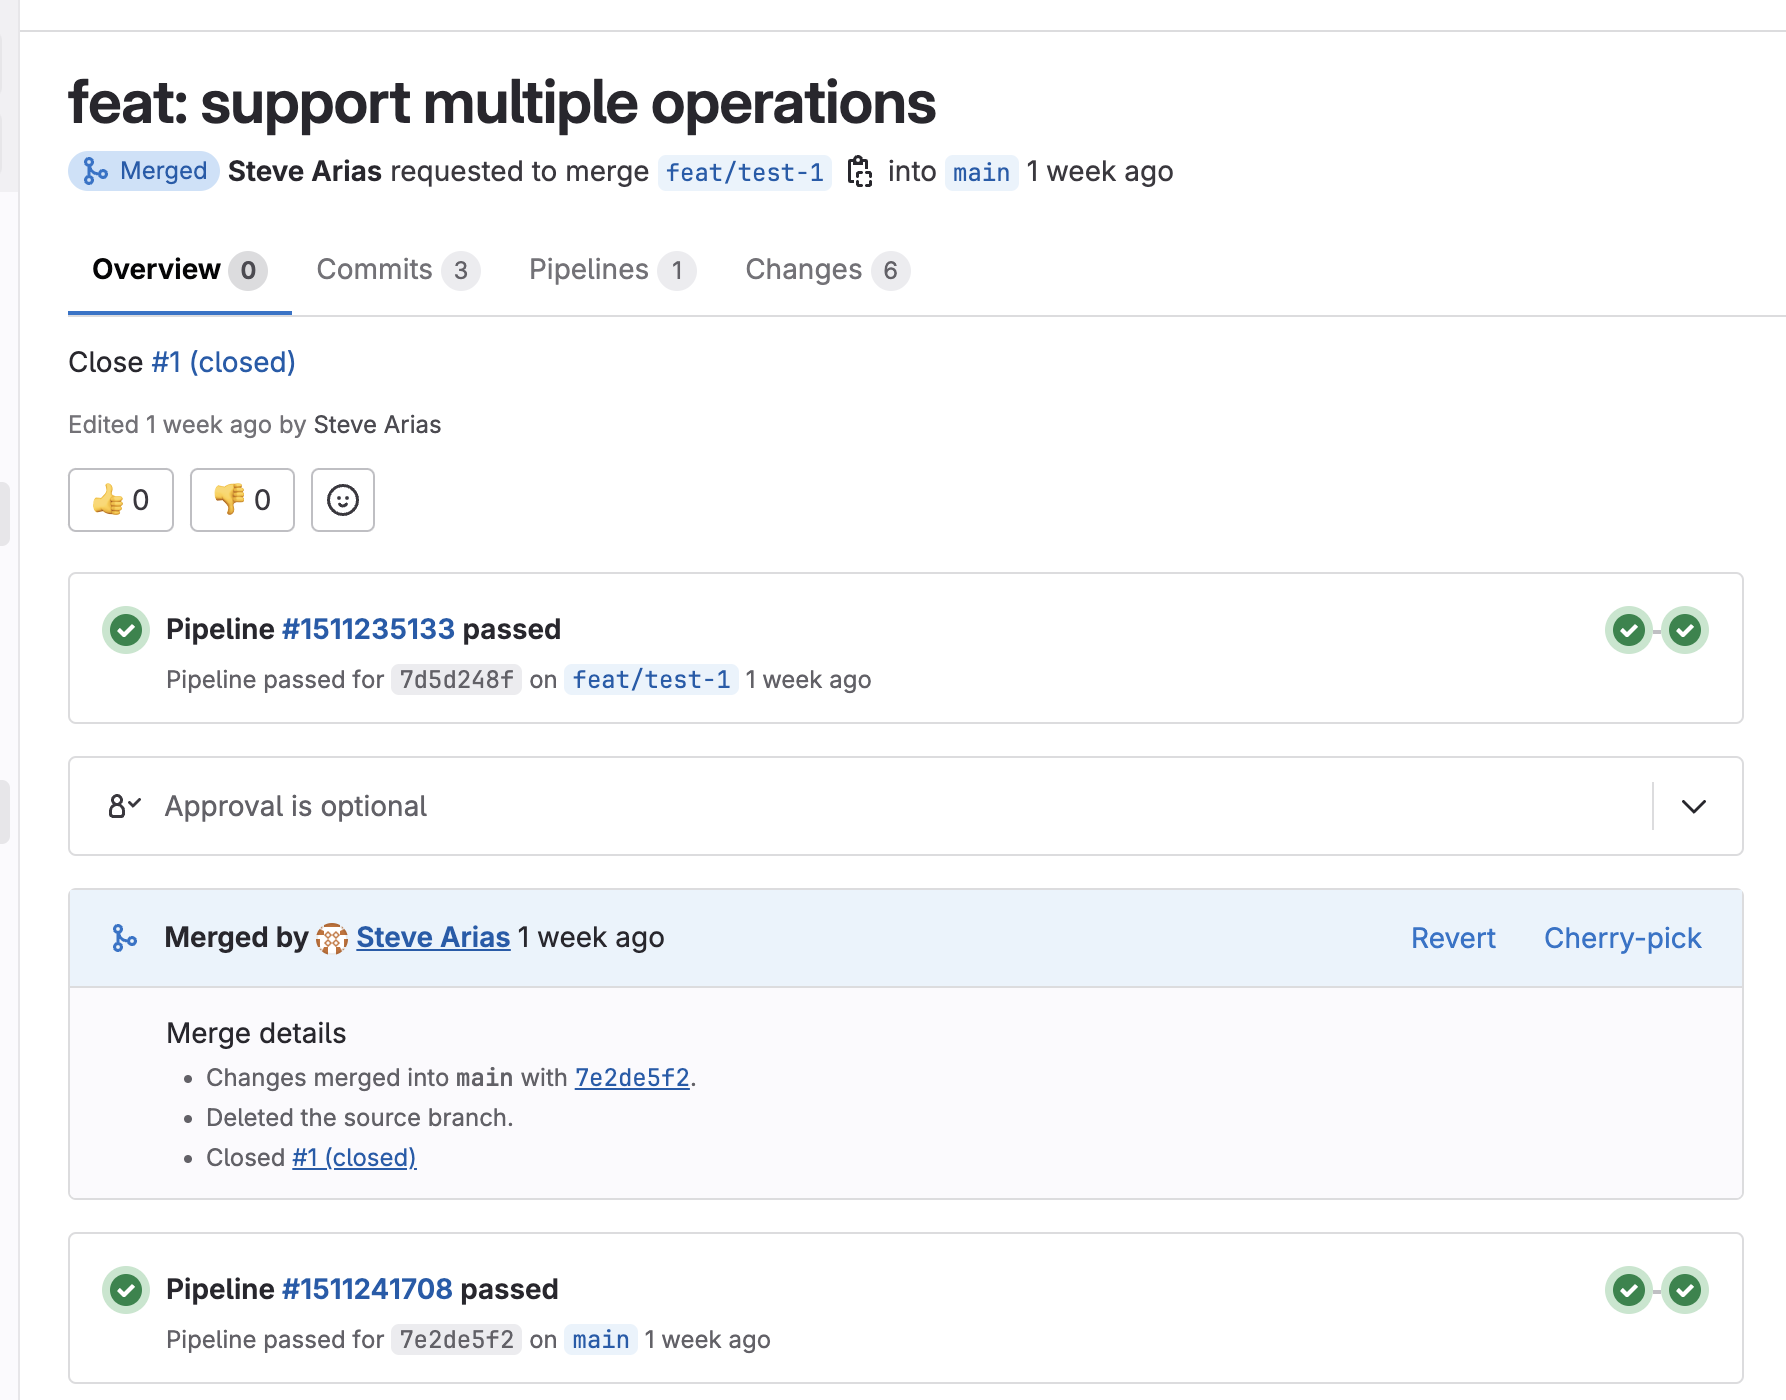 feat: support multiple operations
Merged Steve Arias requested to merge feat/test-1 into main 1 week ago
Overview 0 Commits 3 Pipelines 1 Changes 6
Close #1 (closed)
Edited 1 week ago by Steve Arias
👍 0 👎 0
Pipeline #1511235133 passed
Pipeline passed for 7d5d248f on feat/test-1 1 week ago
Approval is optional
Merged by Steve Arias 1 week ago Revert Cherry-pick
Merge details
• Changes merged into main with 7e2de5f2.
• Deleted the source branch.
• Closed #1 (closed)
Pipeline #1511241708 passed
Pipeline passed for 7e2de5f2 on main 1 week ago